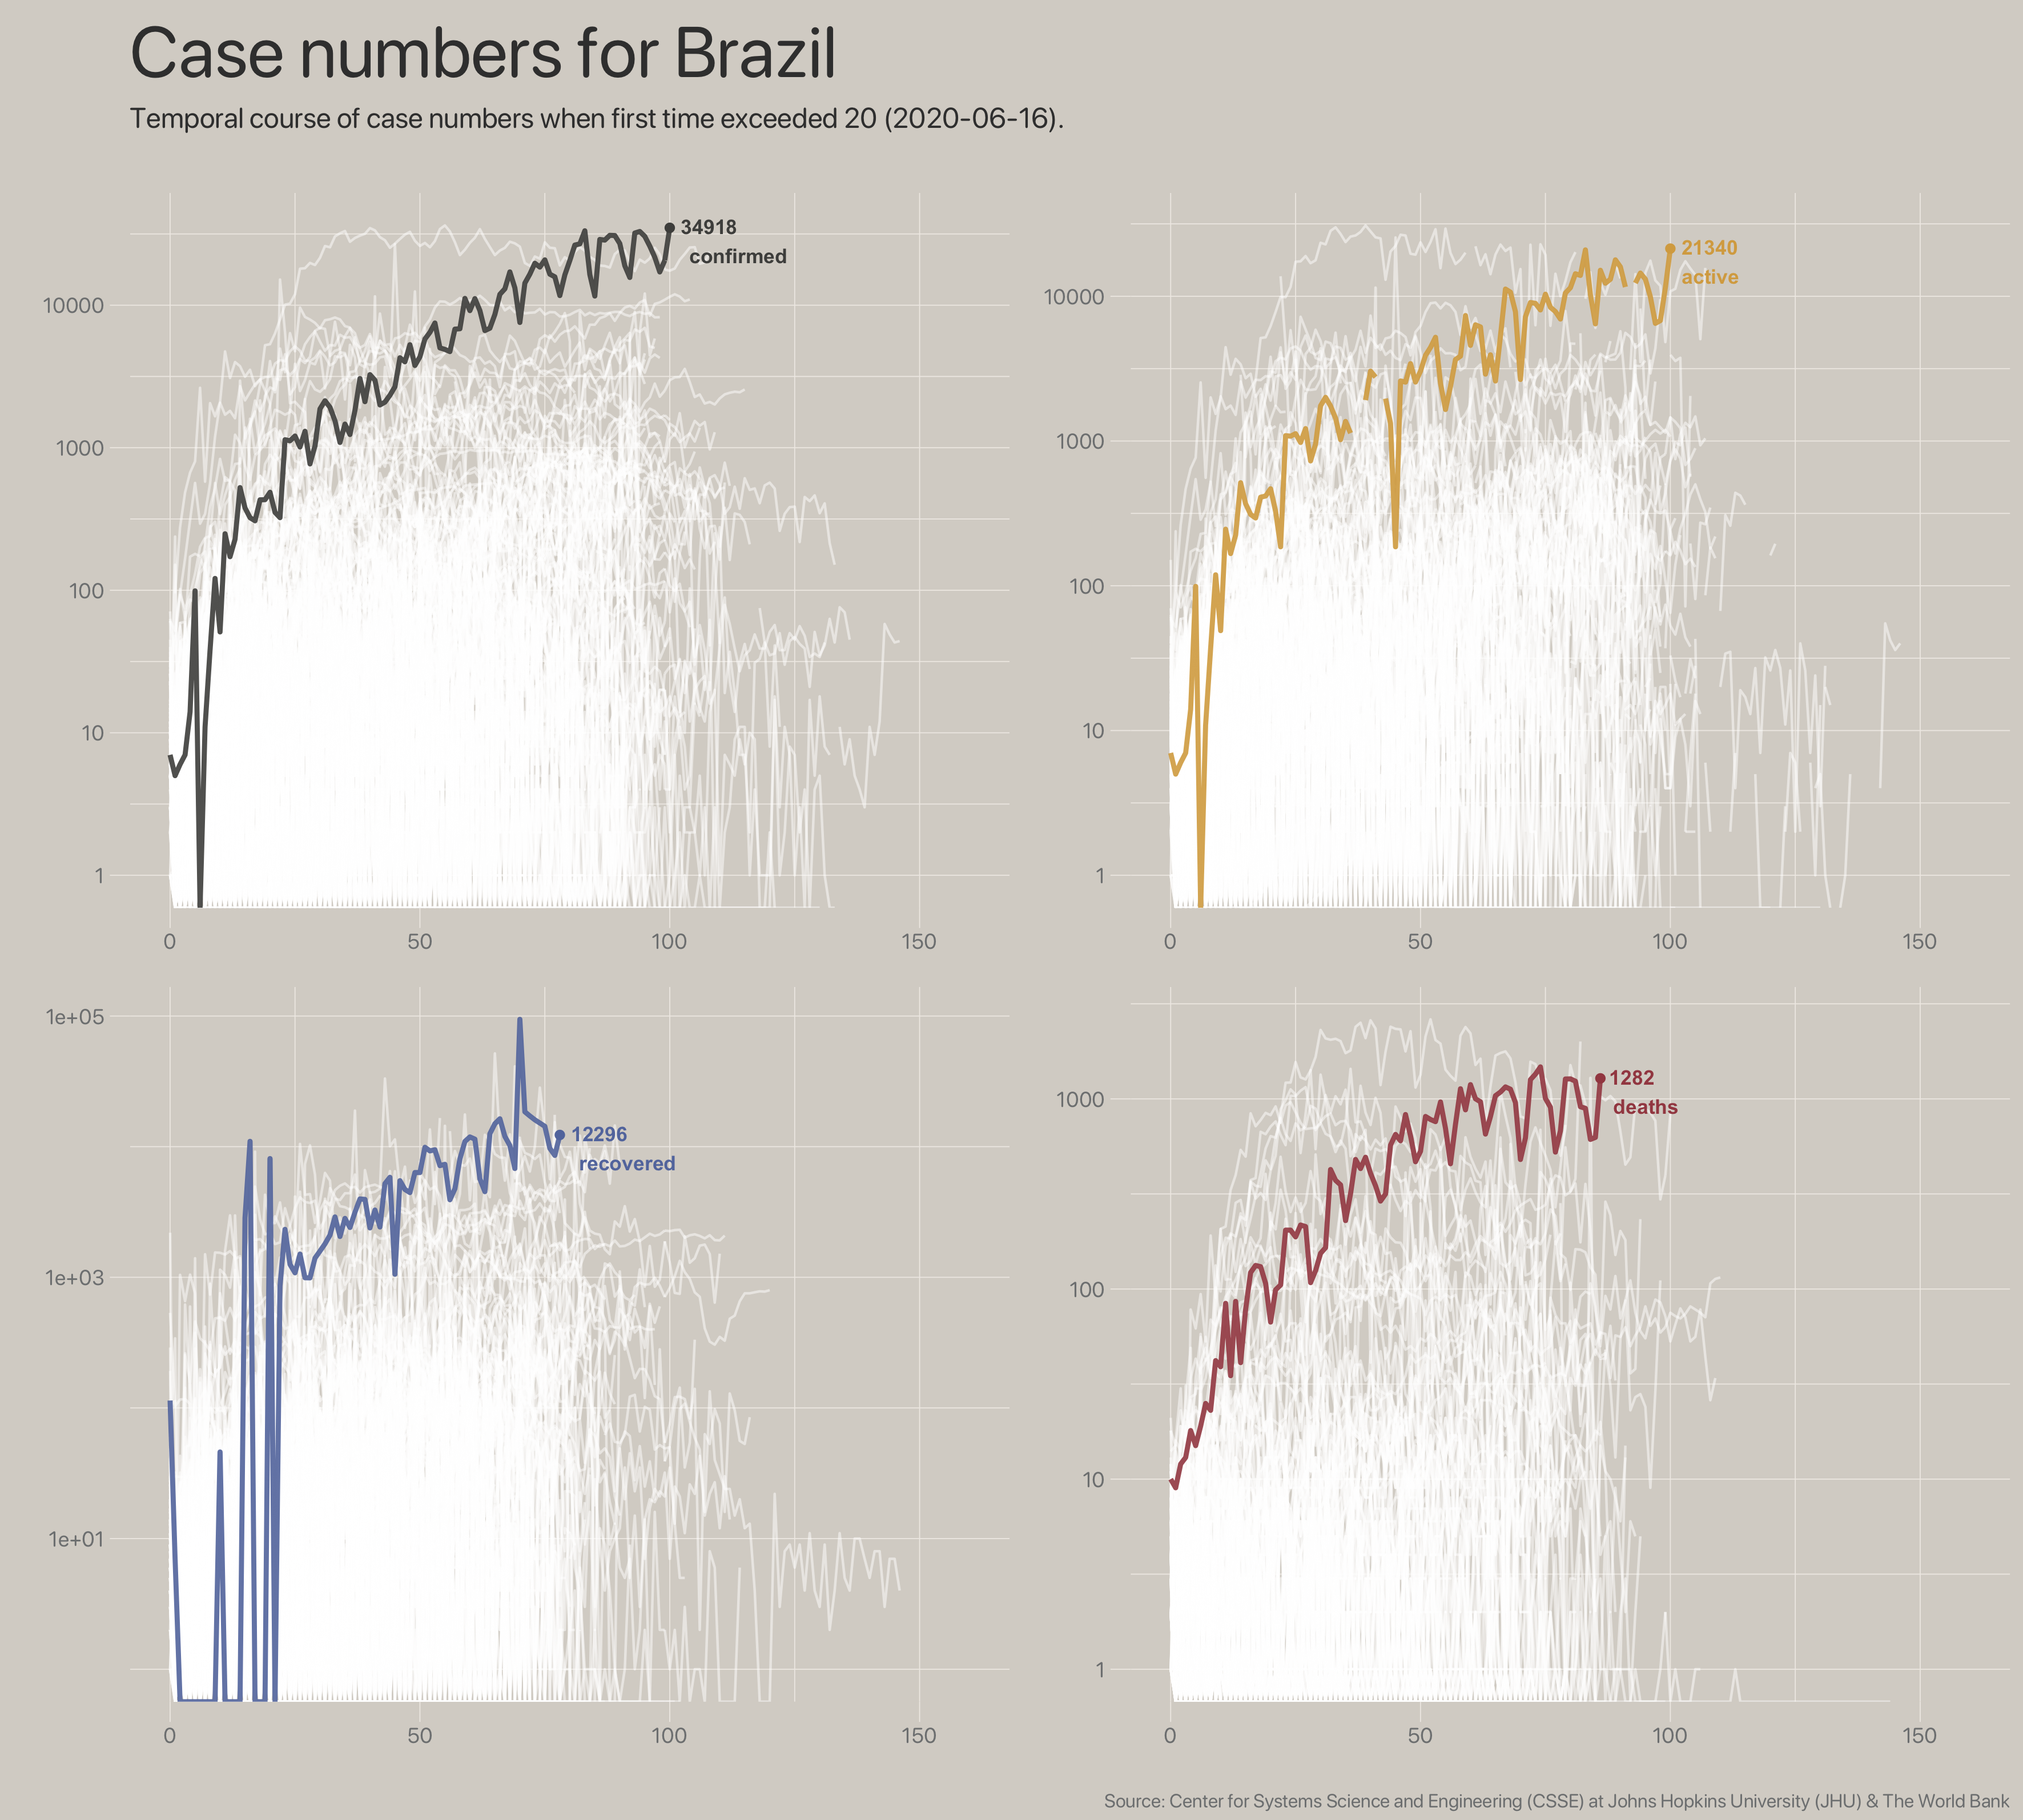 Case numbers for Brazil
Temporal course of case numbers when first time exceeded 20 (2020-06-16).
34918
confirmed
10000
1000
100
10
1
0 50 100 150
21340
active
10000
1000
100
10
1
0 50 100 150
1e+05
12296
recovered
1e+03
1e+01
0 50 100 150
1282
deaths
1000
100
10
1
0 50 100 150
Source: Center for Systems Science and Engineering (CSSE) at Johns Hopkins University (JHU) & The World Bank